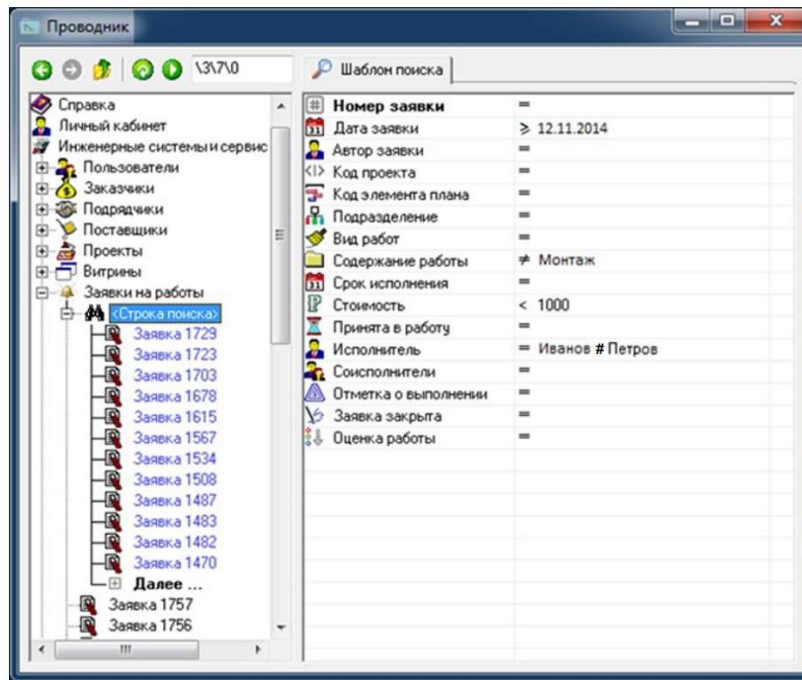 Проводник
\3\7\0
Шаблон поиска
Справка
Личный кабинет
Инженерные системы и сервис
Пользователи
Заказчики
Подрядчики
Поставщики
Проекты
Витрины
Заявки на работы
<Строка поиска>
Заявка 1729
Заявка 1723
Заявка 1703
Заявка 1678
Заявка 1615
Заявка 1567
Заявка 1534
Заявка 1508
Заявка 1487
Заявка 1483
Заявка 1482
Заявка 1470
Далее ...
Заявка 1757
Заявка 1756
Номер заявки =
Дата заявки ⩾ 12.11.2014
Автор заявки =
Код проекта =
Код элемента плана =
Подразделение =
Вид работ =
Содержание работы ≠ Монтаж
Срок исполнения =
Стоимость < 1000
Принята в работу =
Исполнитель = Иванов # Петров
Соисполнители =
Отметка о выполнении =
Заявка закрыта =
Оценка работы =